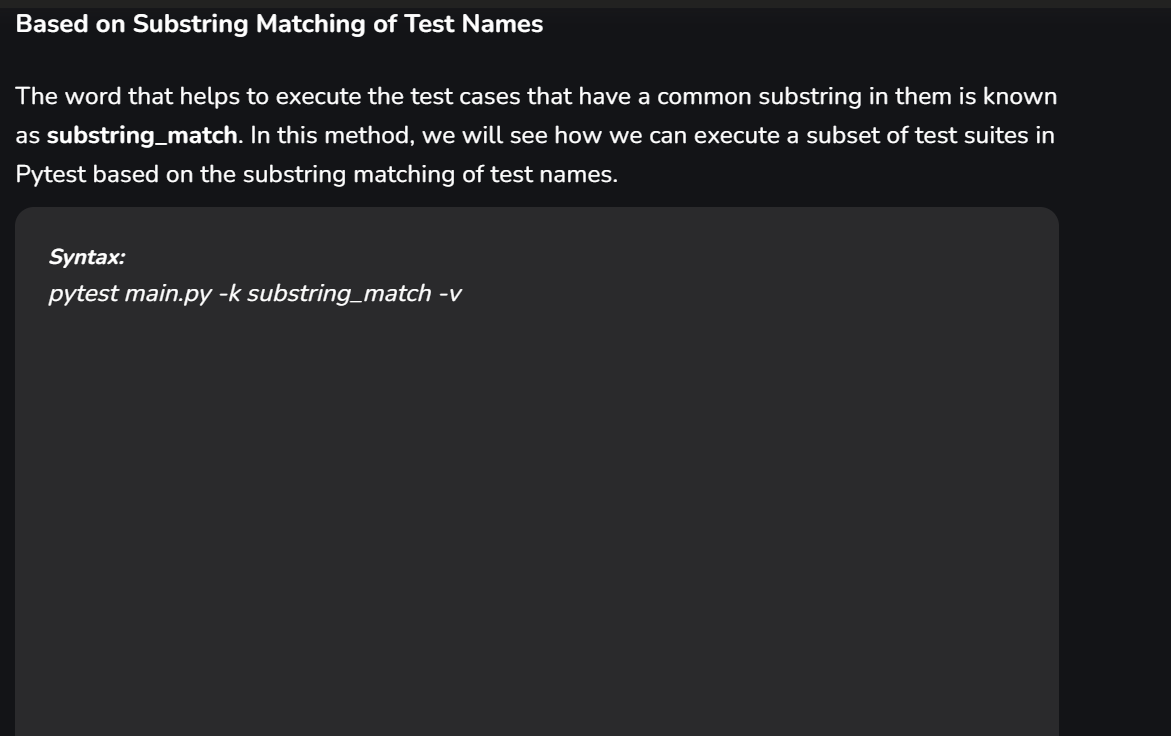 Based on Substring Matching of Test Names
The word that helps to execute the test cases that have a common substring in them is known
as substring_match. In this method, we will see how we can execute a subset of test suites in
Pytest based on the substring matching of test names.
Syntax:
pytest main.py -k substring_match -v